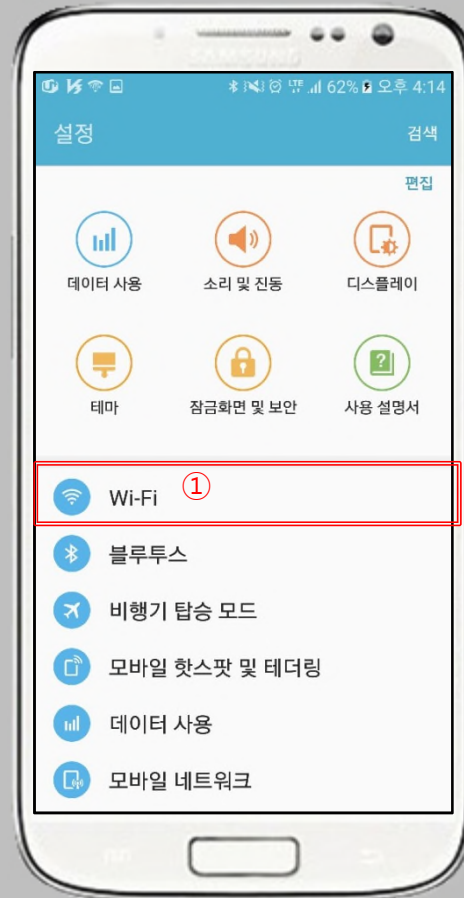 SAMSUNG
LTE 62% 오후 4:14
설정 검색
편집
데이터 사용 소리 및 진동 디스플레이
테마 잠금화면 및 보안 사용 설명서
Wi-Fi ①
블루투스
비행기 탑승 모드
모바일 핫스팟 및 테더링
데이터 사용
모바일 네트워크